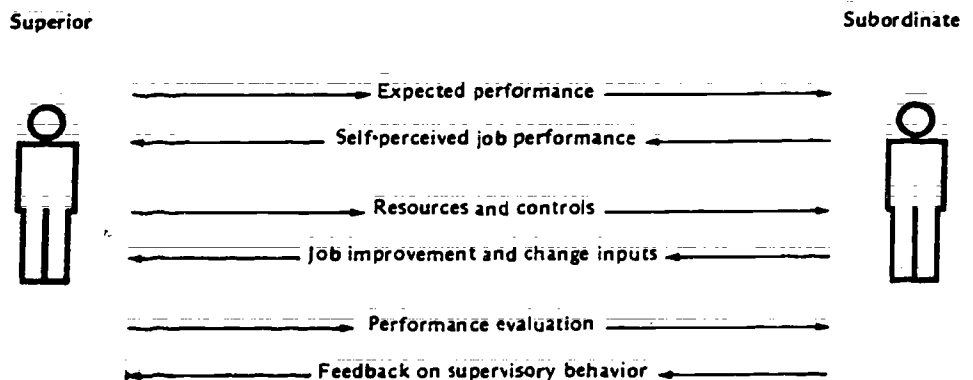 Superior
Subordinate
Expected performance
Self-perceived job performance
Resources and controls
Job improvement and change inputs
Performance evaluation
Feedback on supervisory behavior